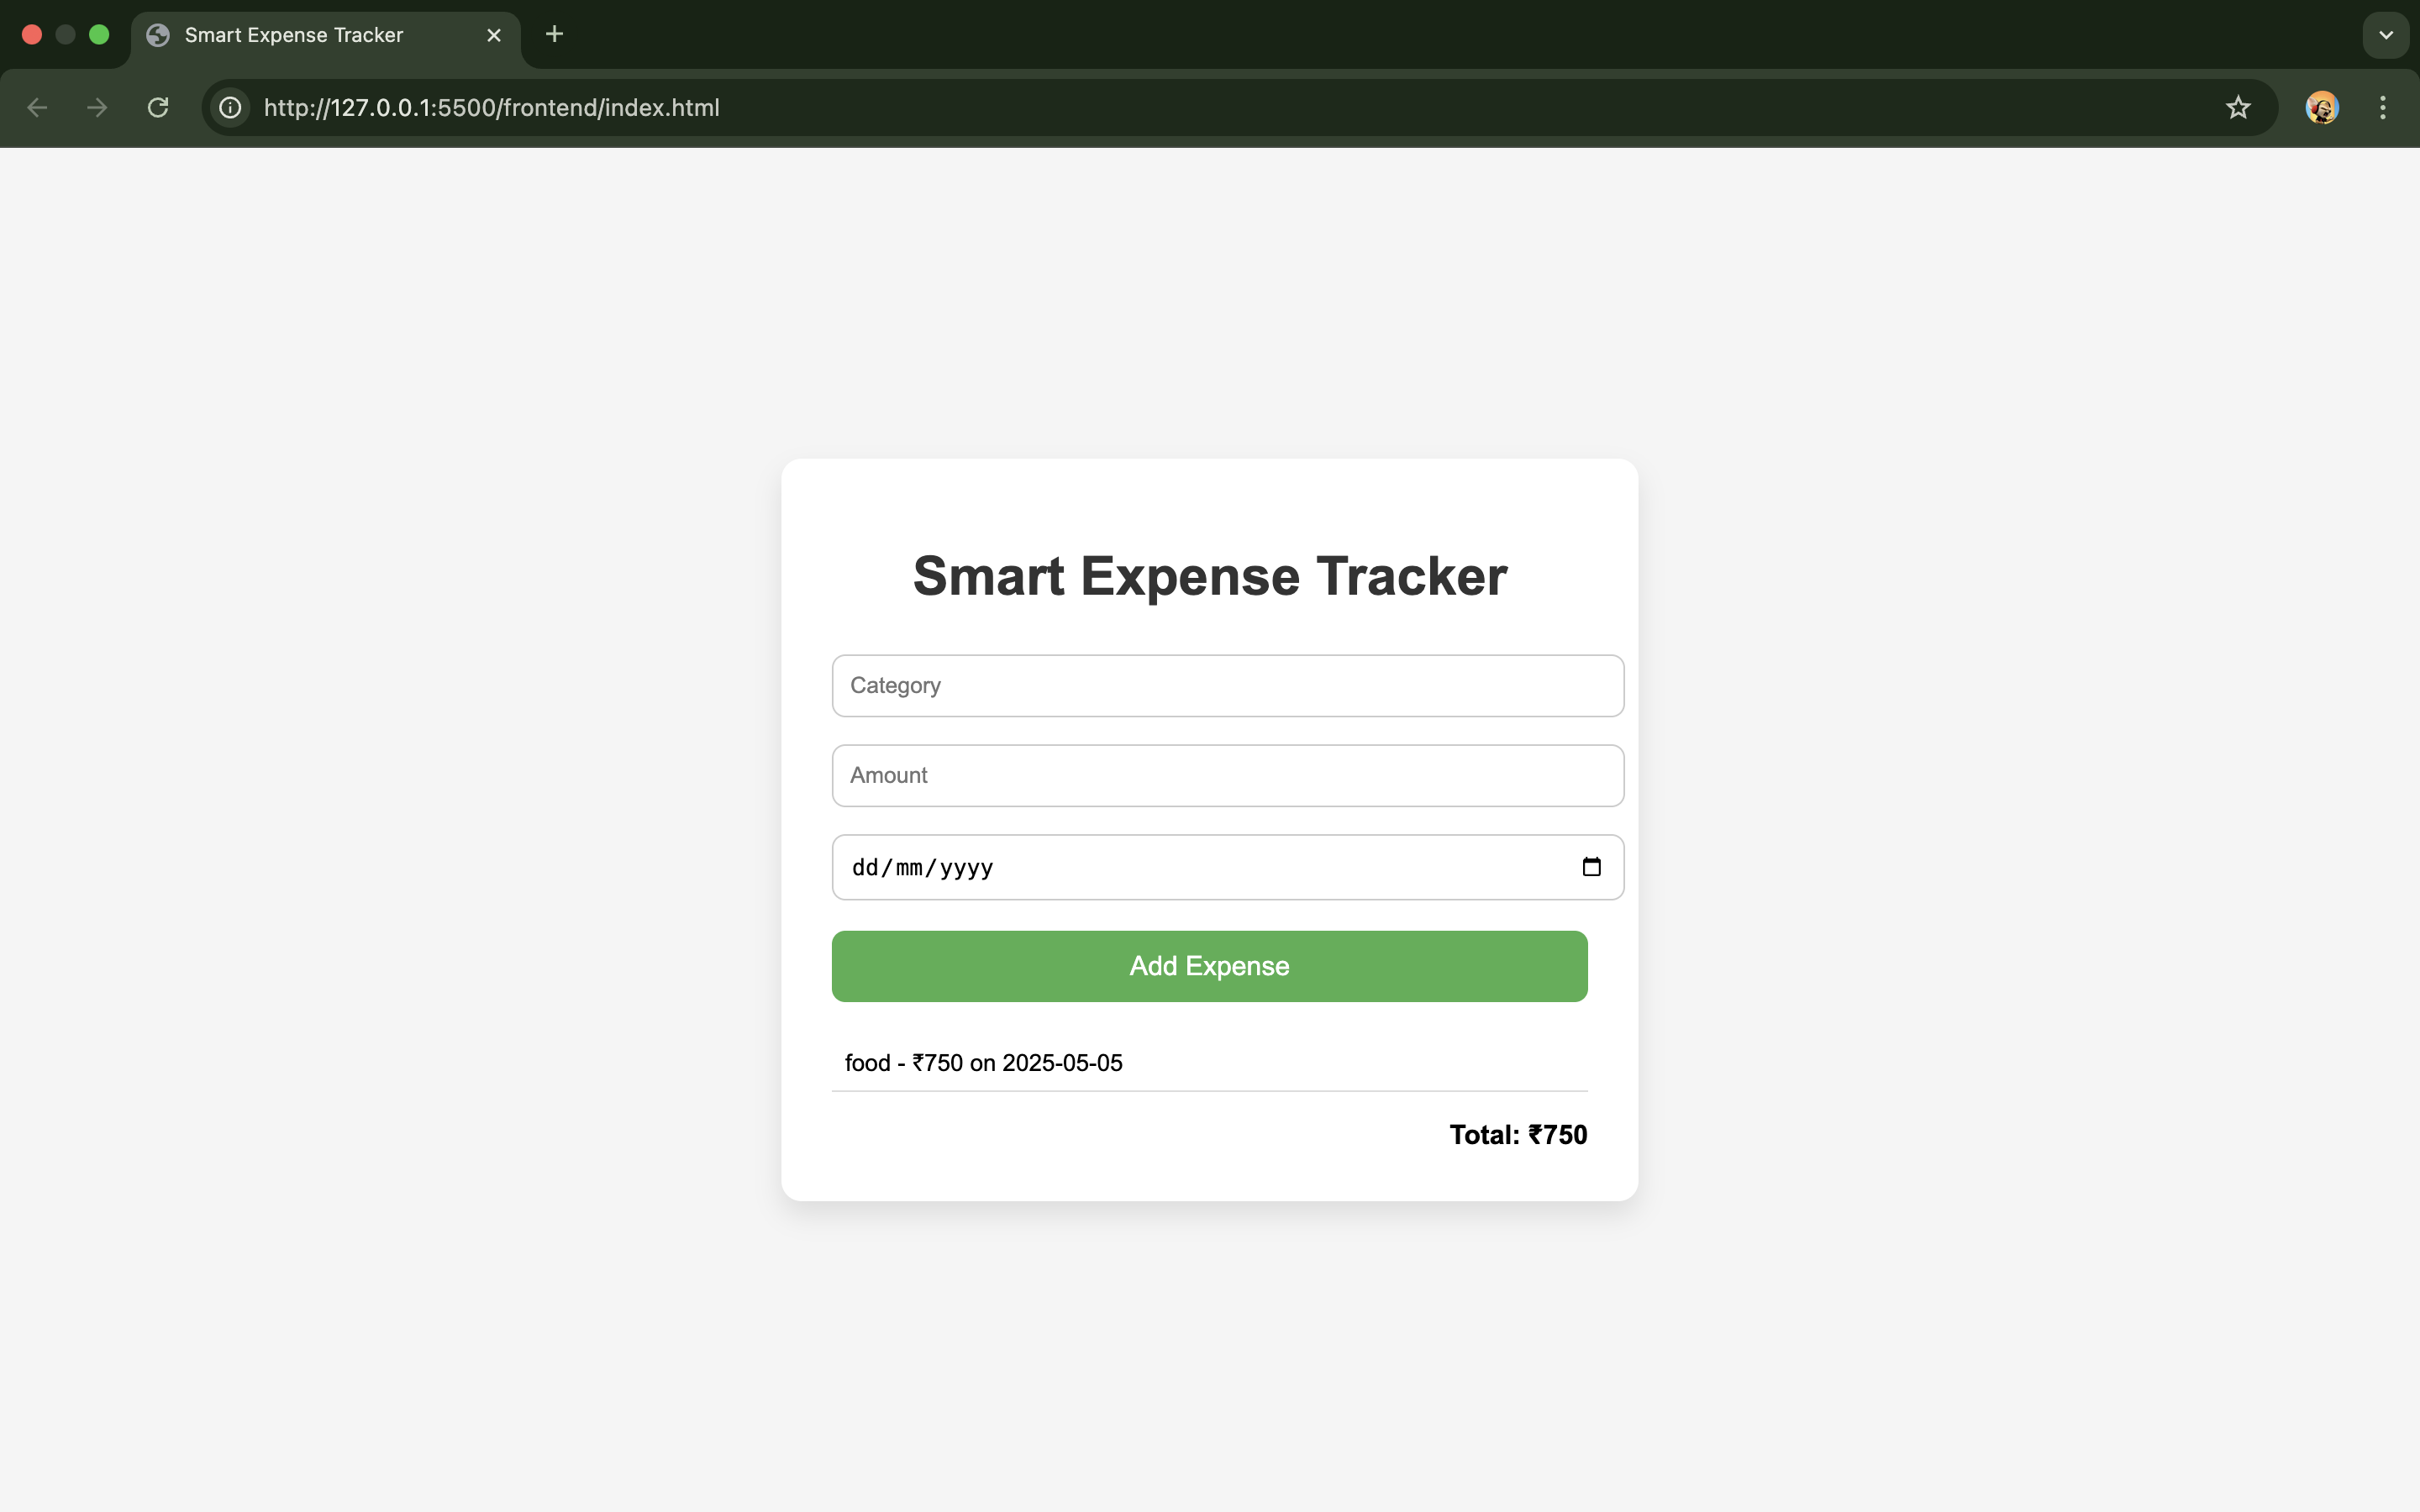 Smart Expense Tracker
http://127.0.0.1:5500/frontend/index.html
Smart Expense Tracker
Category
Amount
dd/mm/yyyy
Add Expense
food - ₹750 on 2025-05-05
Total: ₹750